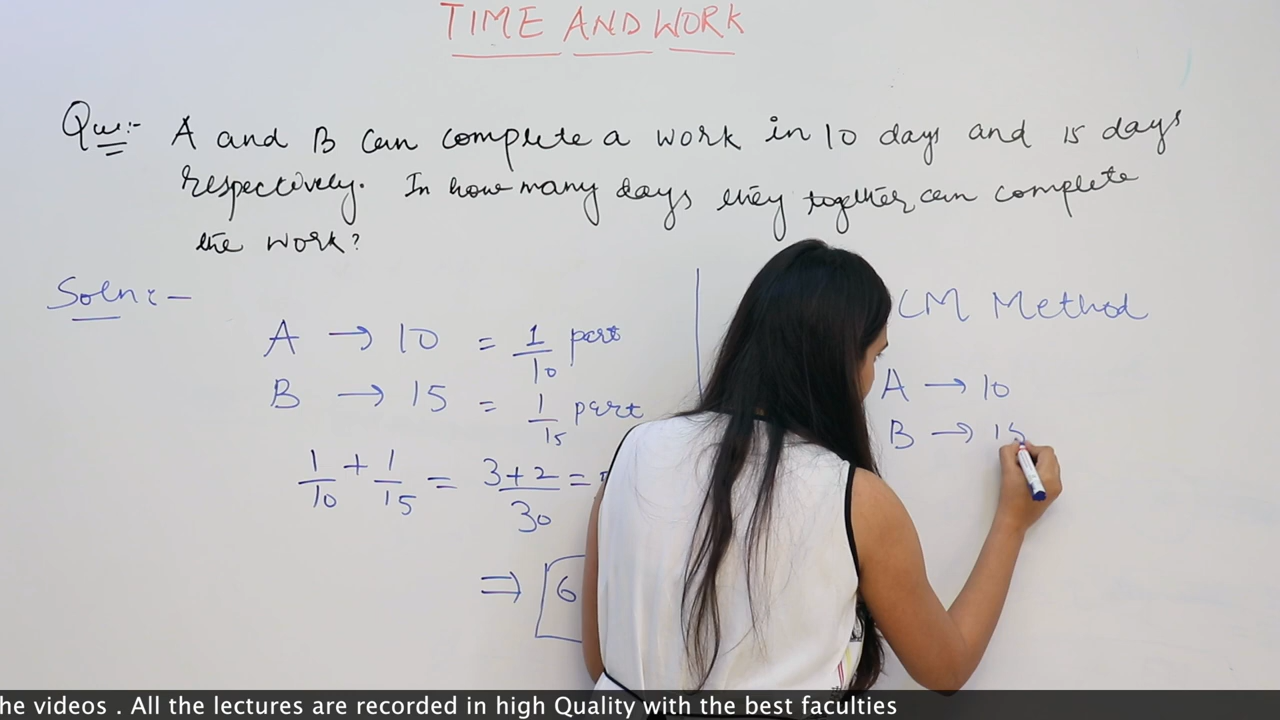 TIME AND WORK
Que:- A and B can complete a work in 10 days and 15 days
respectively. In how many days they together can complete
the work?
Soln:-
A → 10 = 1/10 part
B → 15 = 1/15 part
1/10 + 1/15 = 3+2/30 =
⇒ 6
CM Method
A → 10
B → 15
he videos . All the lectures are recorded in high Quality with the best faculties